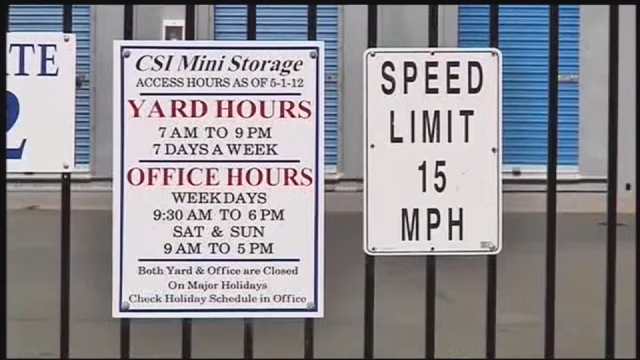 ATE
2
CSI Mini Storage
ACCESS HOURS AS OF 5-1-12
YARD HOURS
7 AM TO 9 PM
7 DAYS A WEEK
OFFICE HOURS
WEEKDAYS
9:30 AM TO 6 PM
SAT & SUN
9 AM TO 5 PM
Both Yard & Office are Closed
On Major Holidays
Check Holiday Schedule in Office
SPEED
LIMIT
15
MPH